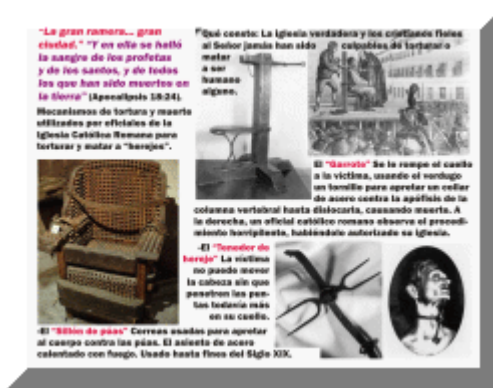 "La gran ramera... gran
ciudad." "Y en ella se halló
la sangre de los profetas
y de los santos, y de todos
los que han sido muertos en
la tierra" (Apocalipsis 18:24).
Mecanismos de tortura y muerte
utilizados por oficiales de la
Iglesia Católica Romana para
torturar y matar a "herejes".
"Qué conste: La iglesia verdadera y los cristianos fieles
al Señor jamás han sido culpables de torturar o
matar
a ser
humano
alguno.
El "Garrote" Se le rompe el cuello
a la víctima, usando el verdugo
un tornillo para apretar un collar
de acero contra la apófisis de la
columna vertebral hasta dislocarla, causando muerte. A
la derecha, un oficial católico romano observa el procedi-
miento horripilante, habiéndolo autorizado su iglesia.
-El "Tenedor de
hereje" La víctima
no puede mover
la cabeza sin que
penetren las pun-
tas todavía más
en su cuello.
-El "Sillón de púas" Correas usadas para apretar
el cuerpo contra las púas. El asiento de acero
calentado con fuego. Usado hasta fines del Siglo XIX.